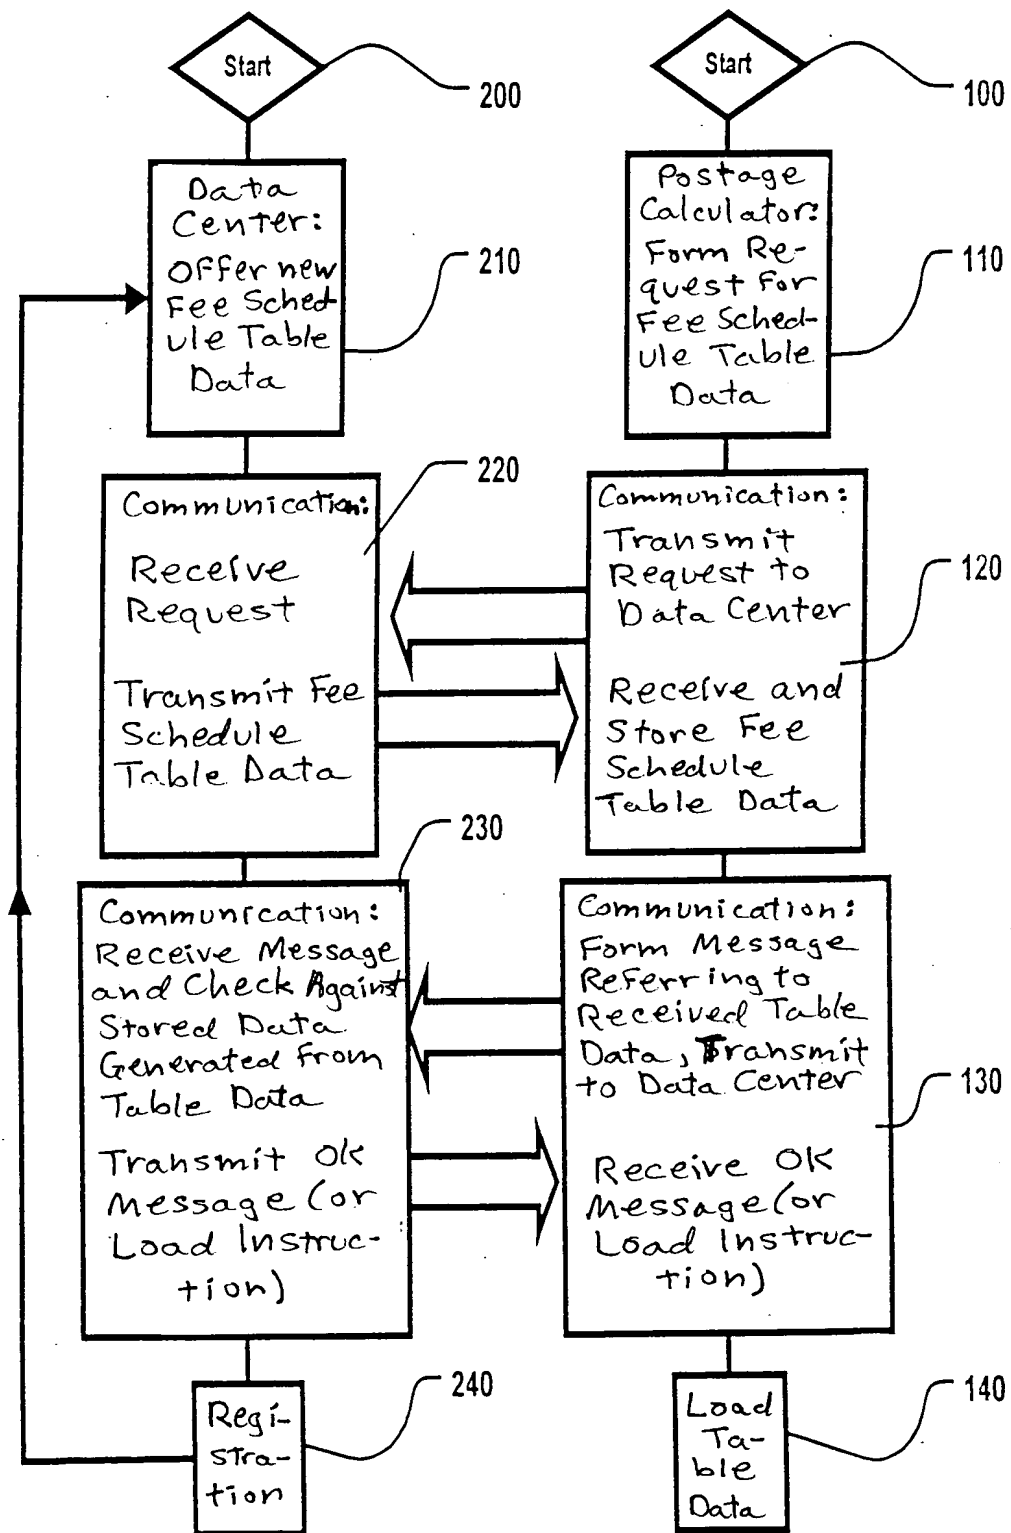 Start
200
Data
Center:
Offer new
Fee Sched-
ule Table
Data
210
Communication:
Receive
Request
Transmit Fee
Schedule
Table Data
220
Communication:
Receive Message
and Check Against
Stored Data
Generated From
Table Data
Transmit OK
Message (or
Load Instruc-
tion)
230
Regi-
stra-
tion
240
Start
100
Postage
Calculator:
Form Re-
quest For
Fee Sched-
ule Table
Data
110
Communication:
Transmit
Request to
Data Center
Receive and
Store Fee
Schedule
Table Data
120
Communication:
Form Message
Referring to
Received Table
Data, Transmit
to Data Center
Receive OK
Message (or
Load Instruc-
tion)
130
Load
Ta-
ble
Data
140